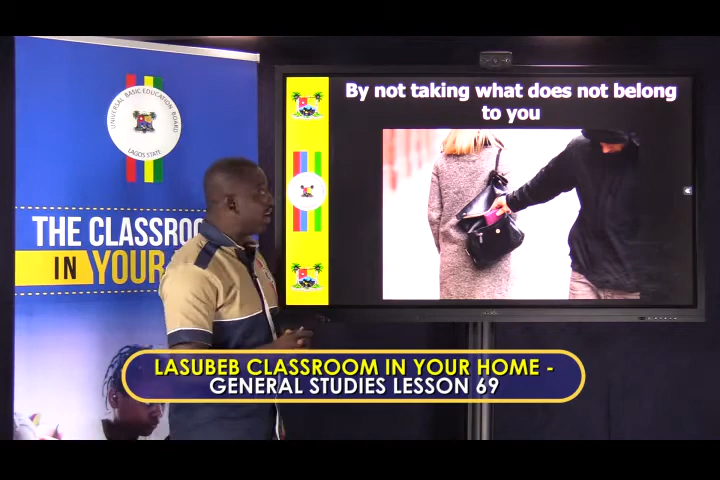 By not taking what does not belong
to you
UNIVERSAL BASIC EDUCATION BOARD
LAGOS STATE
THE CLASSROO
IN YOUR
LASUBEB CLASSROOM IN YOUR HOME -
GENERAL STUDIES LESSON 69